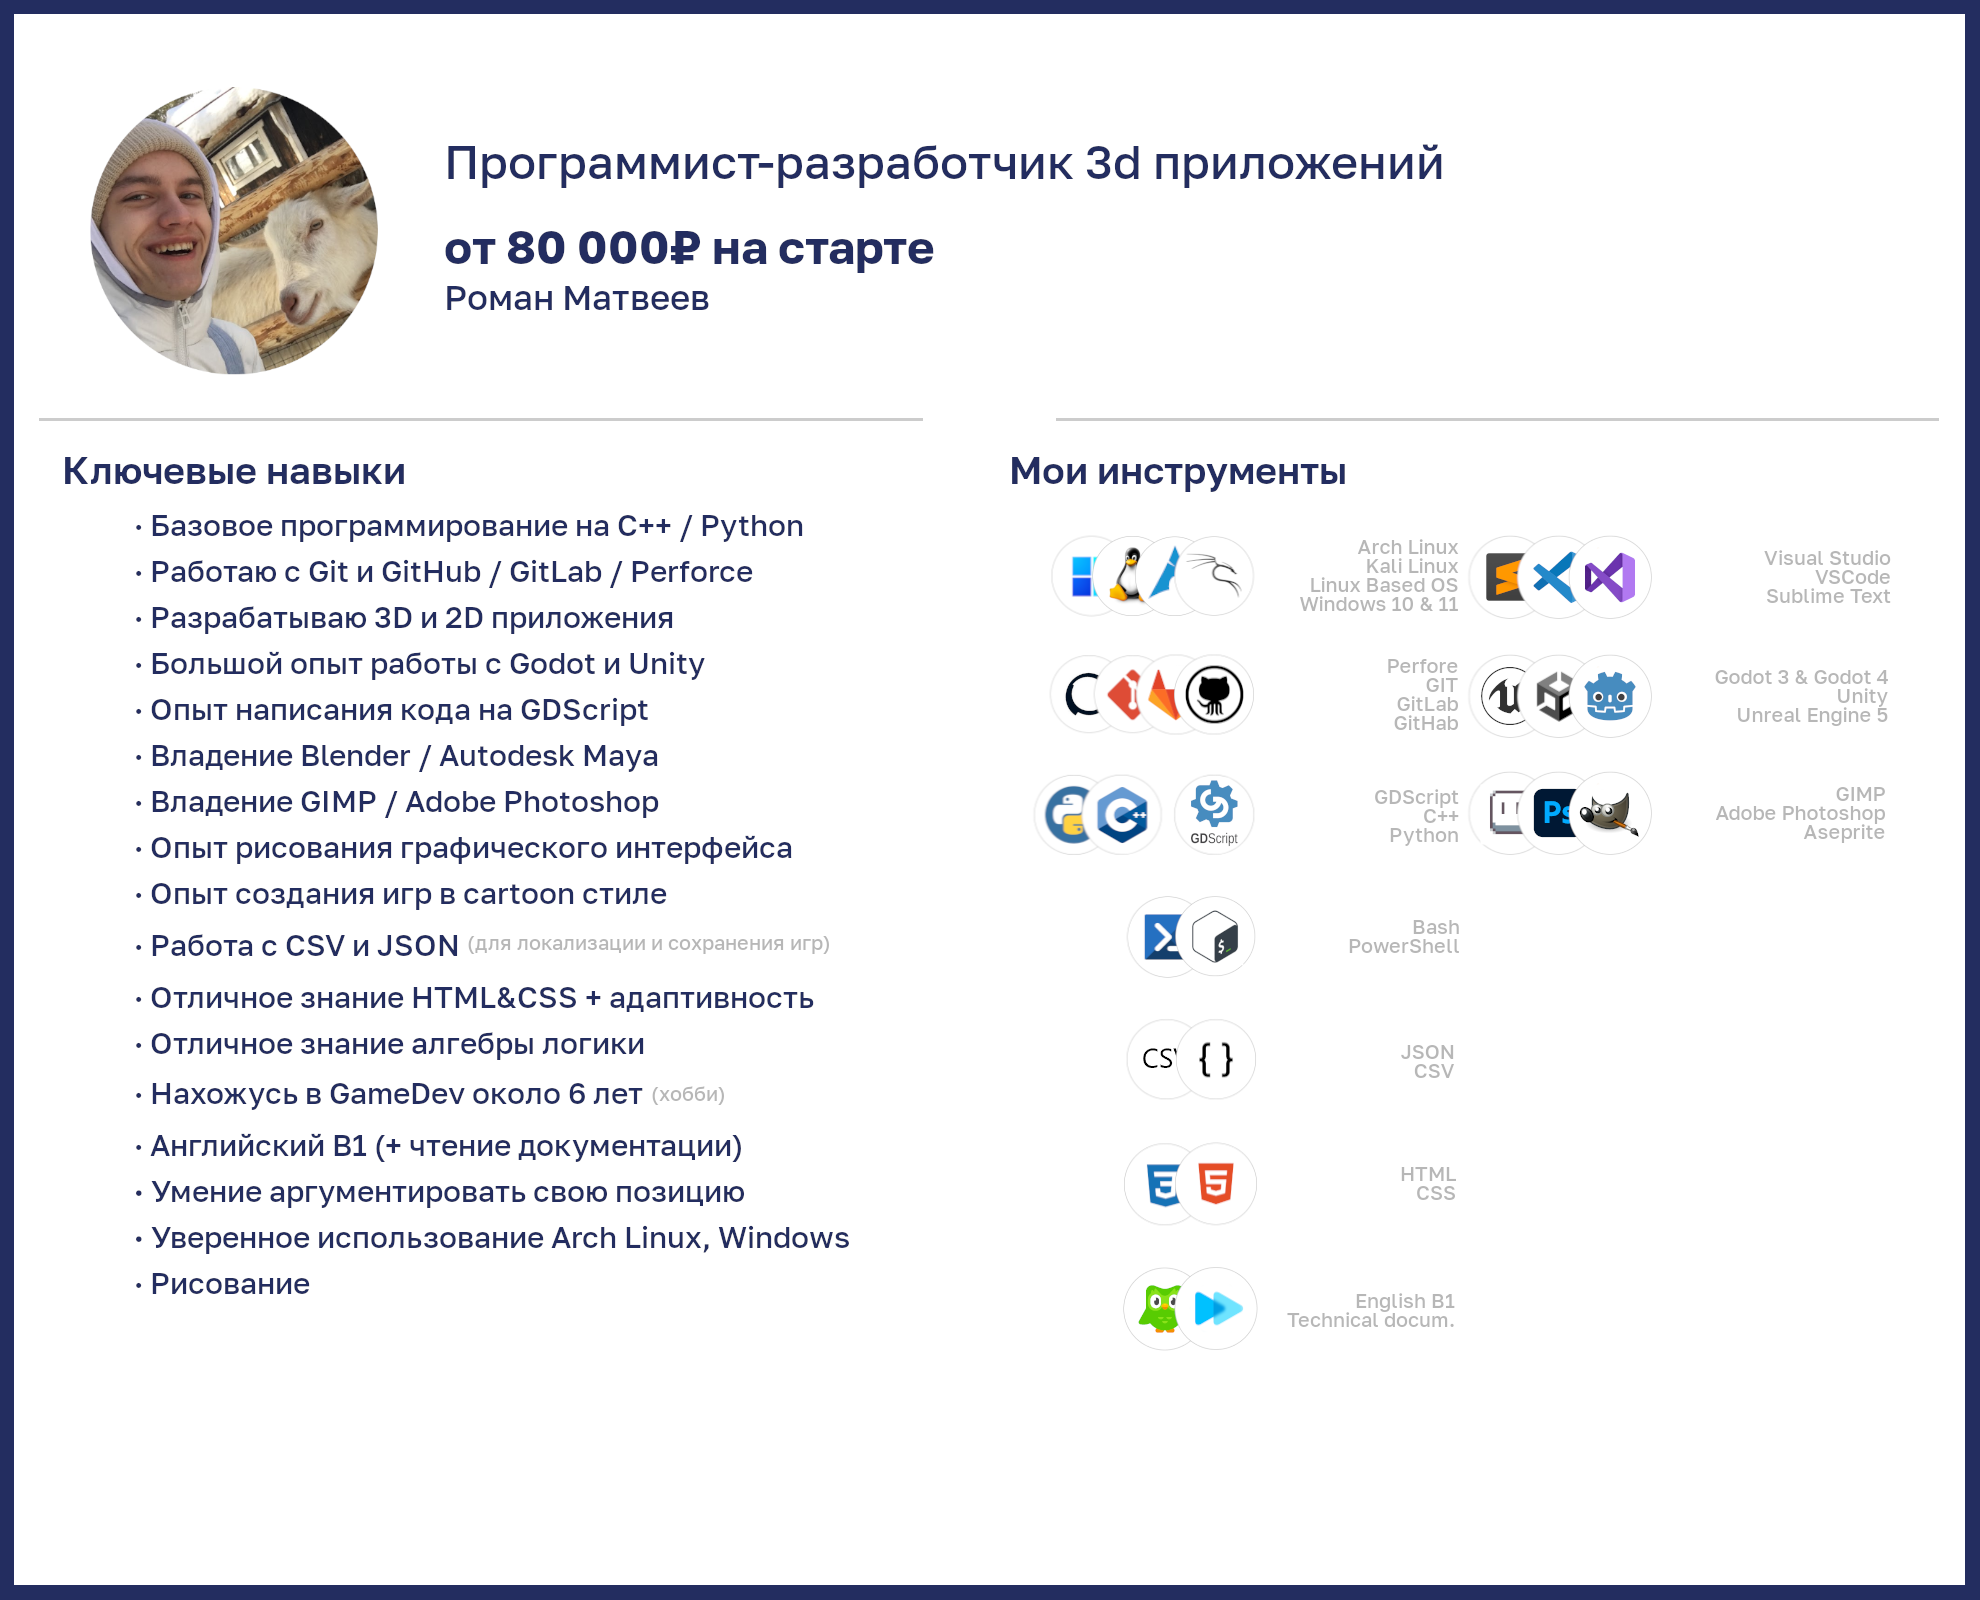 Программист-разработчик 3d приложений
от 80 000₽ на старте
Роман Матвеев
Ключевые навыки
· Базовое программирование на C++ / Python
· Работаю с Git и GitHub / GitLab / Perforce
· Разрабатываю 3D и 2D приложения
· Большой опыт работы с Godot и Unity
· Опыт написания кода на GDScript
· Владение Blender / Autodesk Maya
· Владение GIMP / Adobe Photoshop
· Опыт рисования графического интерфейса
· Опыт создания игр в cartoon стиле
· Работа с CSV и JSON (для локализации и сохранения игр)
· Отличное знание HTML&CSS + адаптивность
· Отличное знание алгебры логики
· Нахожусь в GameDev около 6 лет (хобби)
· Английский B1 (+ чтение документации)
· Умение аргументировать свою позицию
· Уверенное использование Arch Linux, Windows
· Рисование
Мои инструменты
Arch Linux
Kali Linux
Linux Based OS
Windows 10 & 11
Visual Studio
VSCode
Sublime Text
Perfore
GIT
GitLab
GitHab
Godot 3 & Godot 4
Unity
Unreal Engine 5
GDScript
GDScript
C++
Python
Ps
GIMP
Adobe Photoshop
Aseprite
Bash
PowerShell
CSV
{ }
JSON
CSV
3
5
HTML
CSS
English B1
Technical docum.